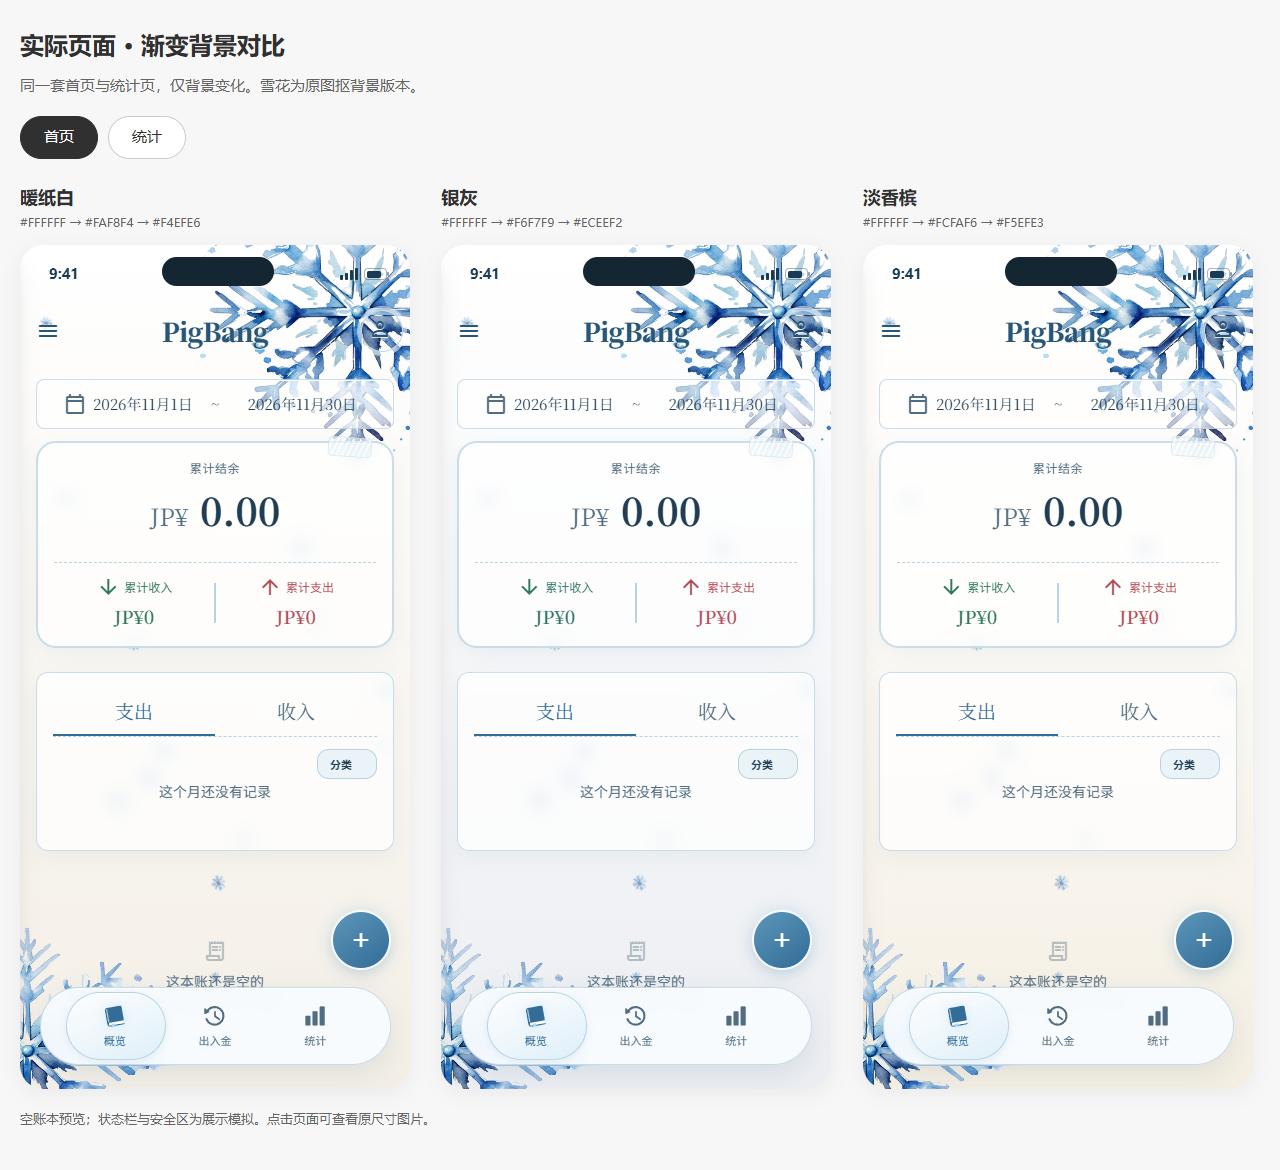 实际页面 · 渐变背景对比
同一套首页与统计页，仅背景变化。雪花为原图抠背景版本。
首页 统计
暖纸白
#FFFFFF → #FAF8F4 → #F4EFE6
9:41
PigBang
2026年11月1日 ~ 2026年11月30日
累计结余
JP¥ 0.00
累计收入 累计支出
JP¥0 JP¥0
支出 收入
分类
这个月还没有记录
+
这本账还是空的
概览 出入金 统计
银灰
#FFFFFF → #F6F7F9 → #ECEEF2
9:41
PigBang
2026年11月1日 ~ 2026年11月30日
累计结余
JP¥ 0.00
累计收入 累计支出
JP¥0 JP¥0
支出 收入
分类
这个月还没有记录
+
这本账还是空的
概览 出入金 统计
淡香槟
#FFFFFF → #FCFAF6 → #F5EFE3
9:41
PigBang
2026年11月1日 ~ 2026年11月30日
累计结余
JP¥ 0.00
累计收入 累计支出
JP¥0 JP¥0
支出 收入
分类
这个月还没有记录
+
这本账还是空的
概览 出入金 统计
空账本预览；状态栏与安全区为展示模拟。点击页面可查看原尺寸图片。